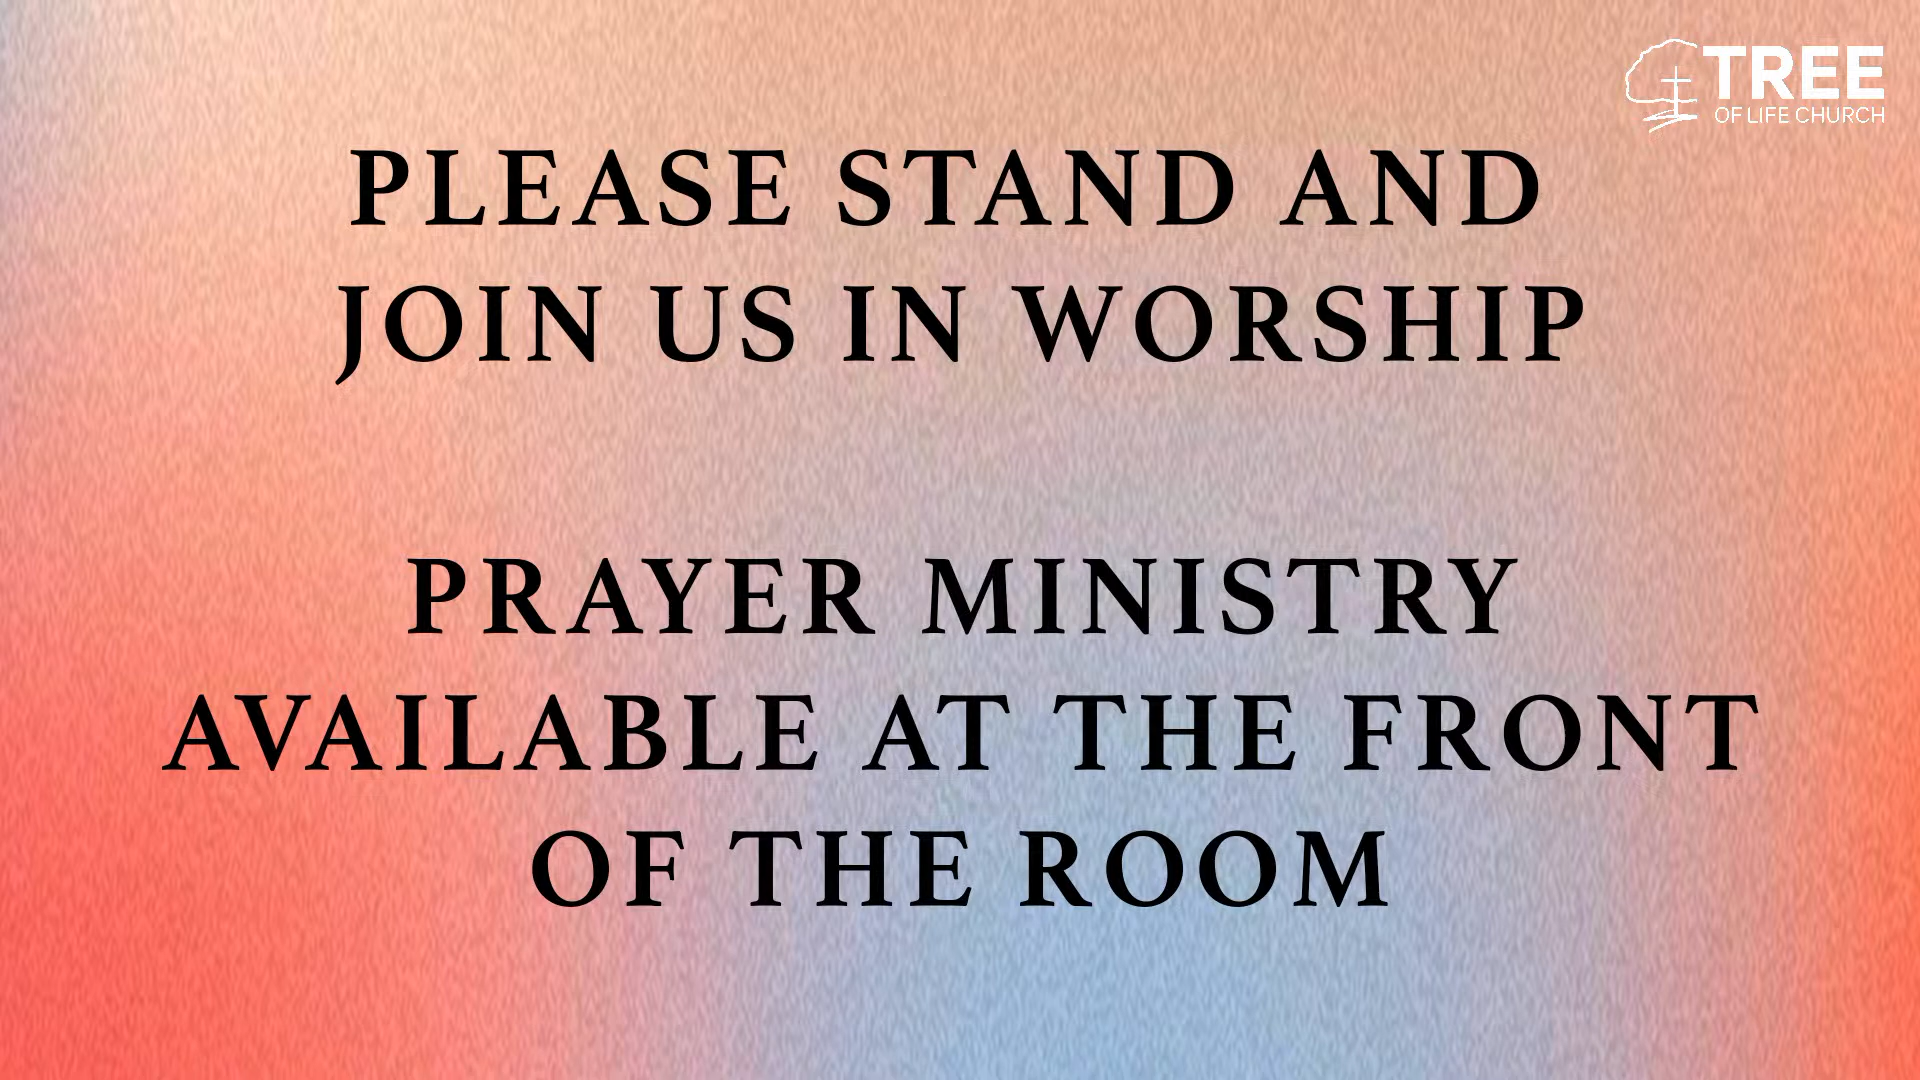 TREE
OF LIFE CHURCH
PLEASE STAND AND
JOIN US IN WORSHIP
PRAYER MINISTRY
AVAILABLE AT THE FRONT
OF THE ROOM